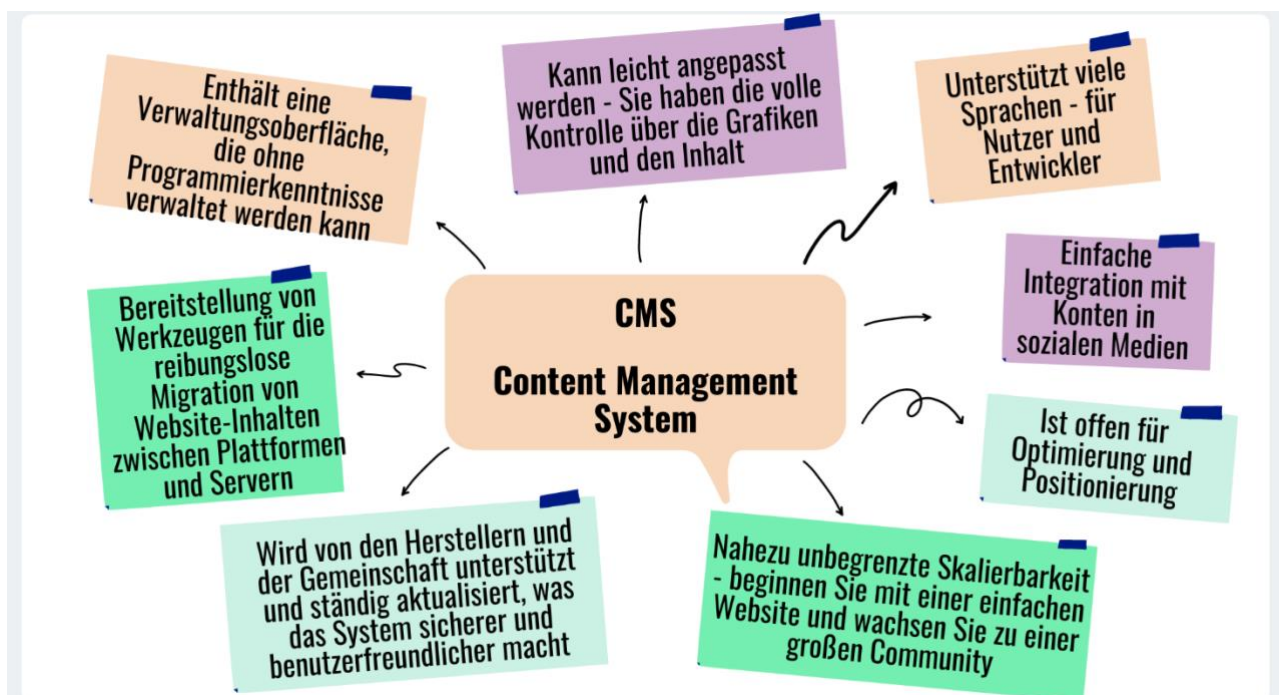 Enthält eine
Verwaltungsoberfläche,
die ohne
Programmierkenntnisse
verwaltet werden kann
Kann leicht angepasst
werden - Sie haben die volle
Kontrolle über die Grafiken
und den Inhalt
Unterstützt viele
Sprachen - für
Nutzer und
Entwickler
Bereitstellung von
Werkzeugen für die
reibungslose
Migration von
Website-Inhalten
zwischen Plattformen
und Servern
CMS
Content Management
System
Einfache
Integration mit
Konten in
sozialen Medien
Ist offen für
Optimierung und
Positionierung
Wird von den Herstellern und
der Gemeinschaft unterstützt
und ständig aktualisiert, was
das System sicherer und
benutzerfreundlicher macht
Nahezu unbegrenzte Skalierbarkeit
- beginnen Sie mit einer einfachen
Website und wachsen Sie zu einer
großen Community